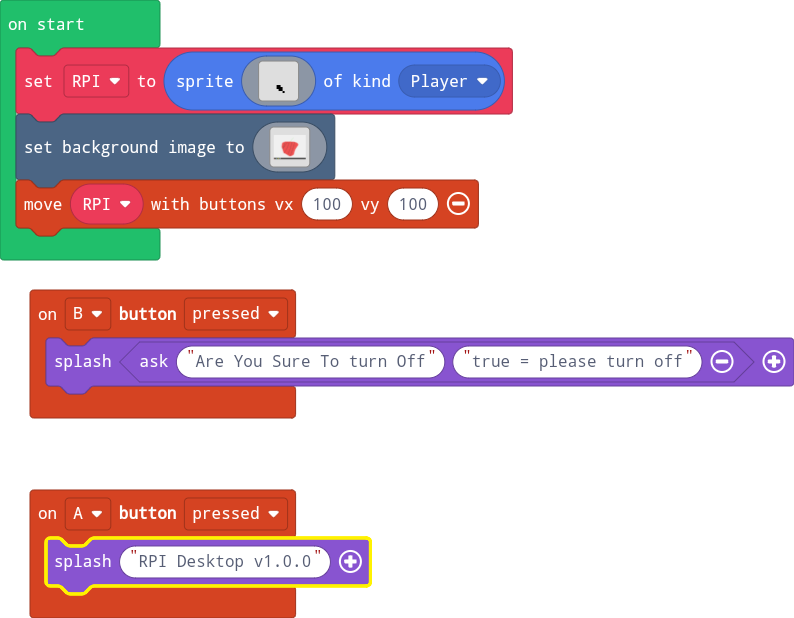 on start
set RPI to sprite of kind Player
set background image to
move RPI with buttons vx 100 vy 100
on B button pressed
splash ask "Are You Sure To turn Off" "true = please turn off"
on A button pressed
splash "RPI Desktop v1.0.0"